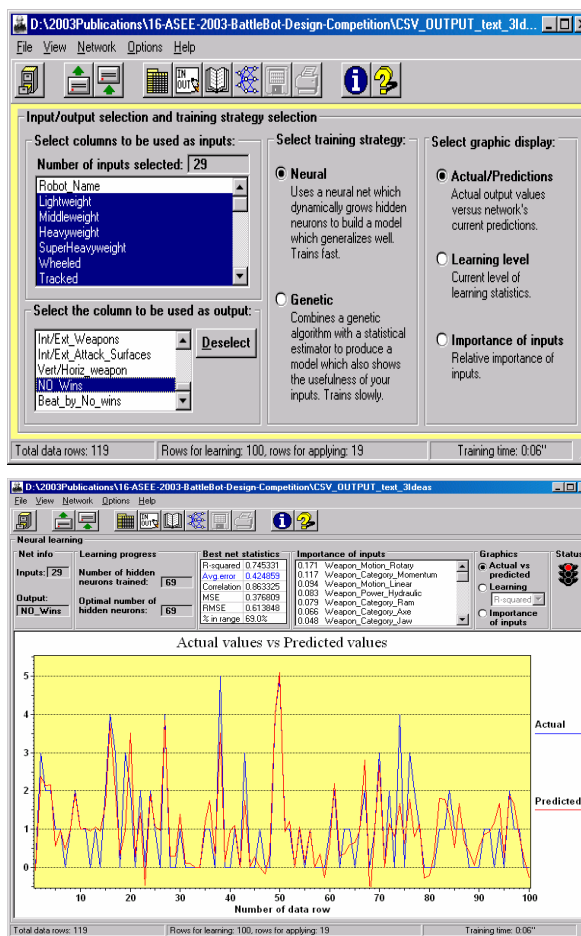 D:\2003Publications\16-ASEE-2003-BattleBot-Design-Competition\CSV_OUTPUT_text_3Id...
File View Network Options Help
IN
OUT
Input/output selection and training strategy selection
Select columns to be used as inputs:
Number of inputs selected: 29
Robot_Name
Lightweight
Middleweight
Heavyweight
SuperHeavyweight
Wheeled
Tracked
Select the column to be used as output:
Int/Ext_Weapons
Int/Ext_Attack_Surfaces
Vert/Horiz_weapon
NO_Wins
Beat_by_No_wins
Deselect
Select training strategy:
Neural
Uses a neural net which
dynamically grows hidden
neurons to build a model
which generalizes well.
Trains fast.
Genetic
Combines a genetic
algorithm with a statistical
estimator to produce a
model which also shows
the usefulness of your
inputs. Trains slowly.
Select graphic display:
Actual/Predictions
Actual output values
versus network's
current predictions.
Learning level
Current level of
learning statistics.
Importance of inputs
Relative importance of
inputs.
Total data rows: 119 Rows for learning: 100, rows for applying: 19 Training time: 0:06"
D:\2003Publications\16-ASEE-2003-BattleBot-Design-Competition\CSV_OUTPUT_text_3Ideas
File View Network Options Help
IN
OUT
Neural learning
Net info
Inputs: 29
Output:
NO_Wins
Learning progress
Number of hidden
neurons trained: 69
Optimal number of
hidden neurons: 69
Best net statistics
R-squared 0.745331
Avg.error 0.424859
Correlation 0.863325
MSE 0.376809
RMSE 0.613848
% in range 69.0%
Importance of inputs
0.171 Weapon_Motion_Rotary
0.117 Weapon_Category_Momentum
0.094 Weapon_Motion_Linear
0.083 Weapon_Power_Hydraulic
0.079 Weapon_Category_Ram
0.066 Weapon_Category_Axe
0.048 Weapon_Category_Jaw
Graphics
Actual vs
predicted
Learning
R-squared
Importance
of inputs
Status
Actual values vs Predicted values
5
4
3
2
1
0
Actual
Predicted
10 20 30 40 50 60 70 80 90 100
Number of data row
Total data rows: 119 Rows for learning: 100, rows for applying: 19 Training time: 0:06"